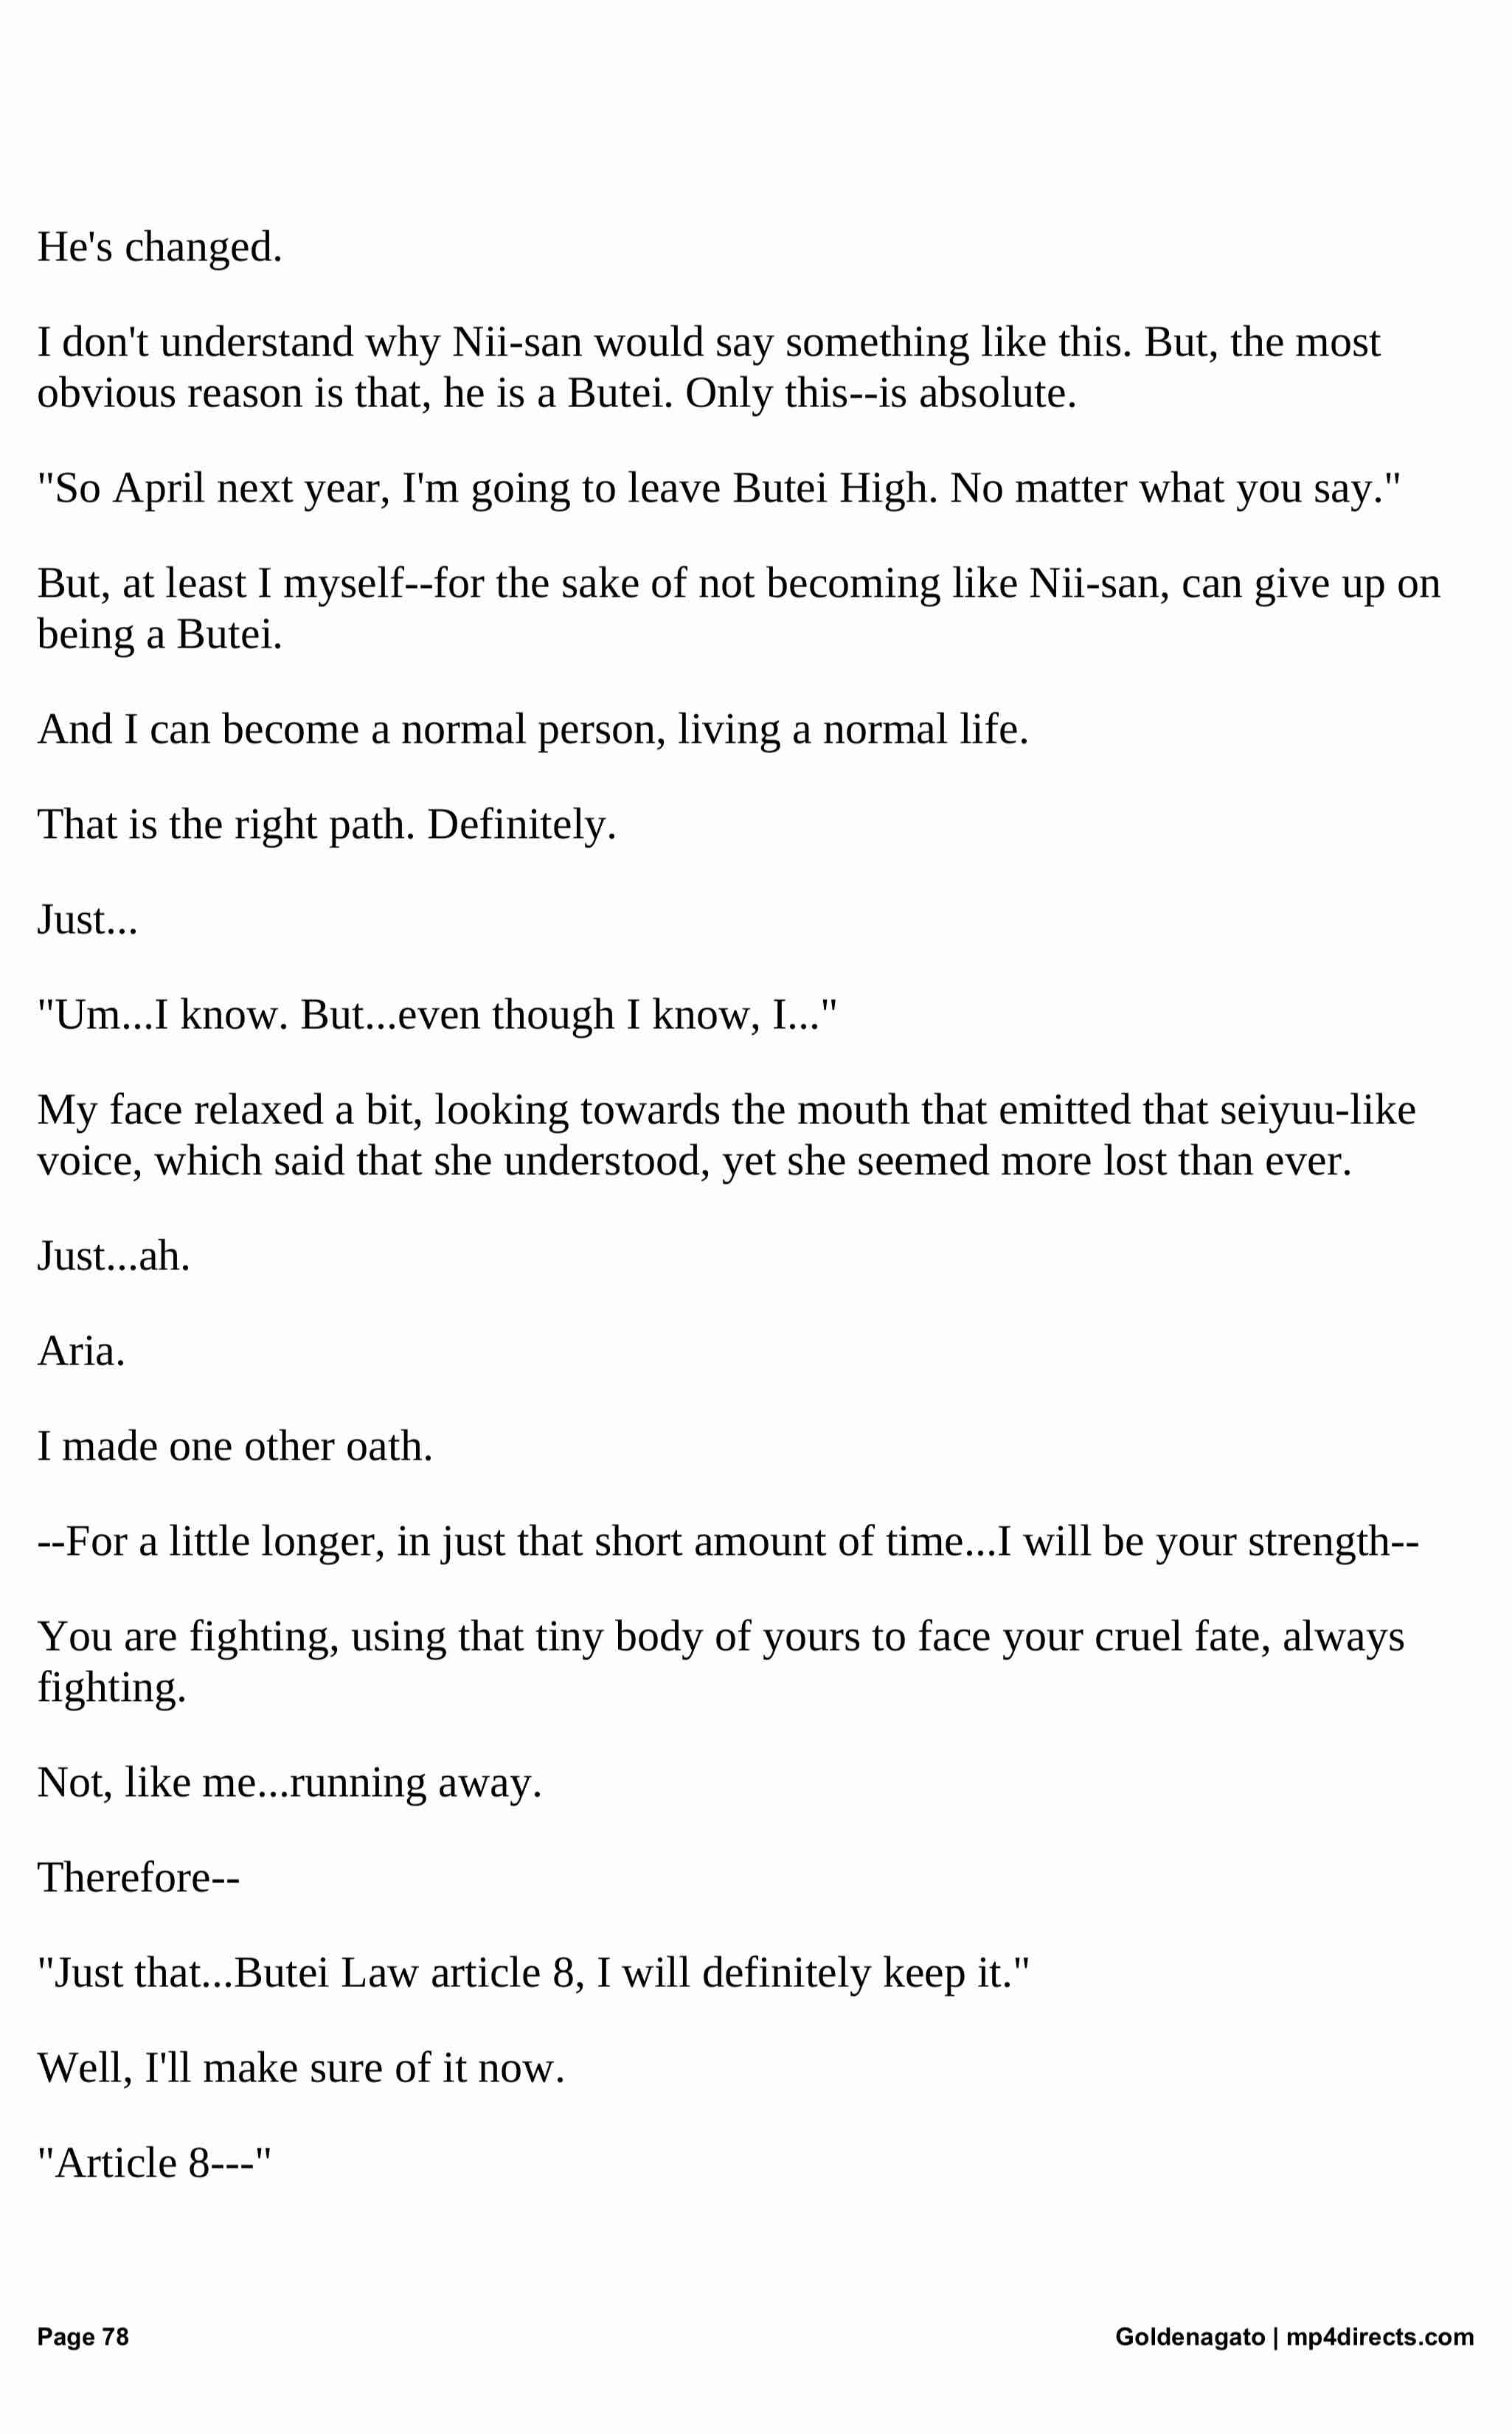 He's changed.
I don't understand why Nii-san would say something like this. But, the most
obvious reason is that, he is a Butei. Only this--is absolute.
"So April next year, I'm going to leave Butei High. No matter what you say."
But, at least I myself--for the sake of not becoming like Nii-san, can give up on
being a Butei.
And I can become a normal person, living a normal life.
That is the right path. Definitely.
Just...
"Um...I know. But...even though I know, I..."
My face relaxed a bit, looking towards the mouth that emitted that seiyuu-like
voice, which said that she understood, yet she seemed more lost than ever.
Just...ah.
Aria.
I made one other oath.
--For a little longer, in just that short amount of time...I will be your strength--
You are fighting, using that tiny body of yours to face your cruel fate, always
fighting.
Not, like me...running away.
Therefore--
"Just that...Butei Law article 8, I will definitely keep it."
Well, I'll make sure of it now.
"Article 8---"
Page 78
Goldenagato | mp4directs.com